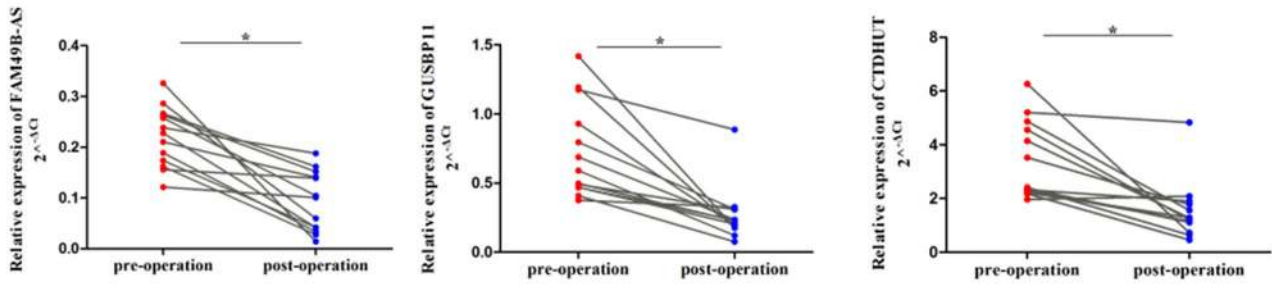 Relative expression of FAM49B-AS
2^-ΔCt
*
0.4
0.3
0.2
0.1
0.0
pre-operation
post-operation
Relative expression of GUSBP11
2^-ΔCt
*
1.5
1.0
0.5
0.0
pre-operation
post-operation
Relative expression of CTDHUT
2^-ΔCt
*
8
6
4
2
0
pre-operation
post-operation